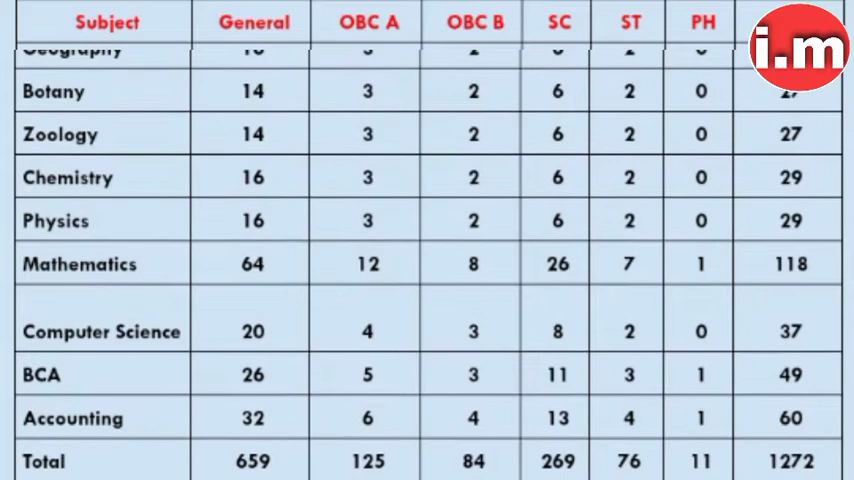 Subject General OBC A OBC B SC ST PH
i.m
Botany 14 3 2 6 2 0 27
Zoology 14 3 2 6 2 0 27
Chemistry 16 3 2 6 2 0 29
Physics 16 3 2 6 2 0 29
Mathematics 64 12 8 26 7 1 118
Computer Science 20 4 3 8 2 0 37
BCA 26 5 3 11 3 1 49
Accounting 32 6 4 13 4 1 60
Total 659 125 84 269 76 11 1272